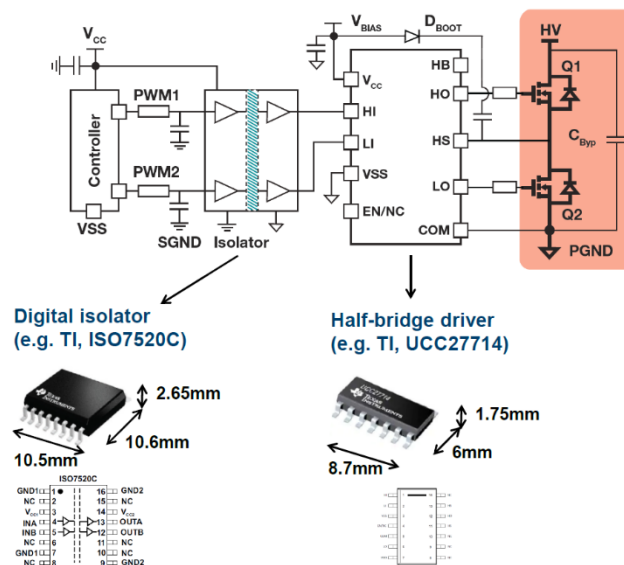 V_CC
V_BIAS
D_BOOT
HV
PWM1
V_CC
HB
Q1
HO
HI
C_Byp
Controller
LI
HS
PWM2
VSS
LO
EN/NC
Q2
VSS
SGND
Isolator
COM
PGND
Digital isolator
(e.g. TI, ISO7520C)
Half-bridge driver
(e.g. TI, UCC27714)
UCC27714
TEXAS
INSTRUMENTS
2.65mm
1.75mm
10.6mm
6mm
10.5mm
8.7mm
ISO7520C
GND1 1 16 GND2
NC 2 15 NC
V_CC1 3 14 V_CC2
INA 4 13 OUTA
INB 5 12 OUTB
NC 6 11 NC
GND1 7 10 NC
NC 8 9 GND2